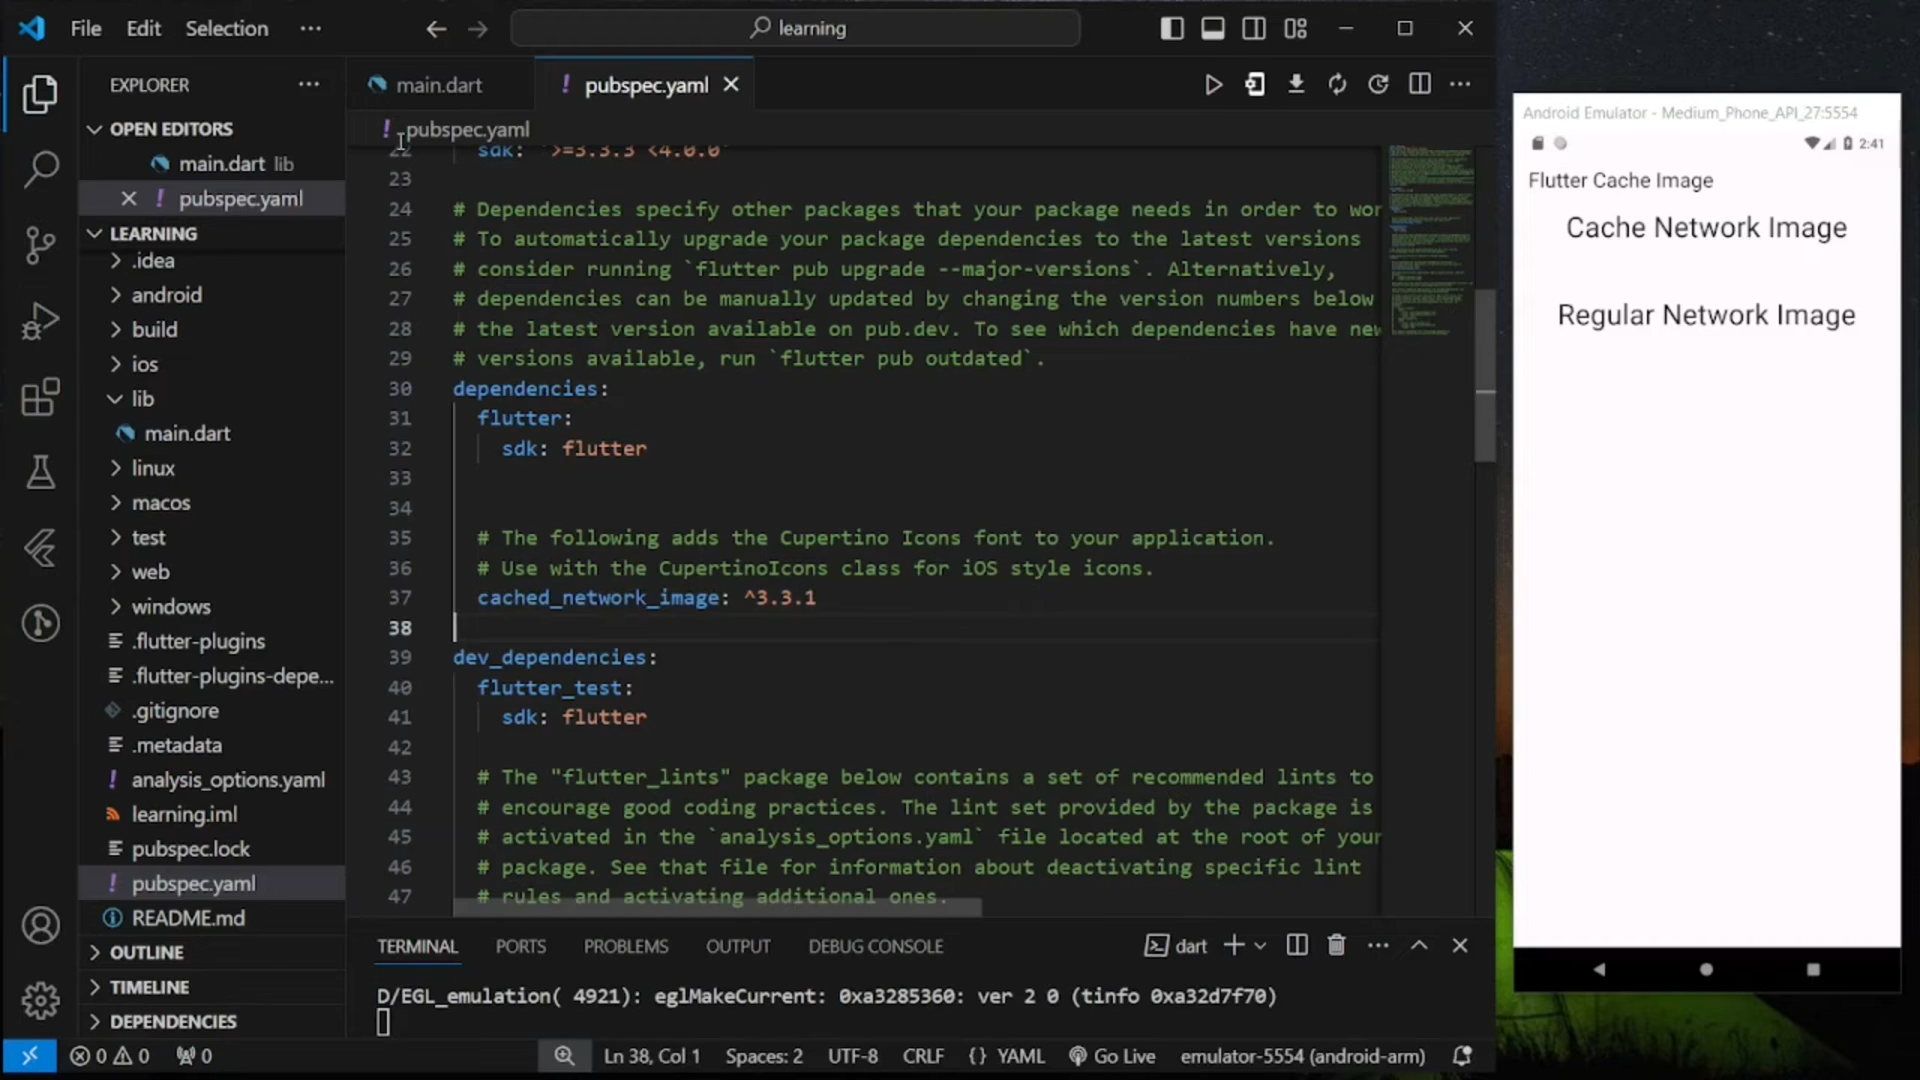 File Edit Selection ···
learning
EXPLORER
OPEN EDITORS
main.dart lib
pubspec.yaml
LEARNING
.idea
android
build
ios
lib
main.dart
linux
macos
test
web
windows
.flutter-plugins
.flutter-plugins-depe...
.gitignore
.metadata
analysis_options.yaml
learning.iml
pubspec.lock
pubspec.yaml
README.md
OUTLINE
TIMELINE
DEPENDENCIES
main.dart
! pubspec.yaml
! pubspec.yaml
22 sdk: '>=3.3.3 <4.0.0'
23
24 # Dependencies specify other packages that your package needs in order to wor
25 # To automatically upgrade your package dependencies to the latest versions
26 # consider running `flutter pub upgrade --major-versions`. Alternatively,
27 # dependencies can be manually updated by changing the version numbers below
28 # the latest version available on pub.dev. To see which dependencies have new
29 # versions available, run `flutter pub outdated`.
30 dependencies:
31 flutter:
32 sdk: flutter
33
34
35 # The following adds the Cupertino Icons font to your application.
36 # Use with the CupertinoIcons class for iOS style icons.
37 cached_network_image: ^3.3.1
38
39 dev_dependencies:
40 flutter_test:
41 sdk: flutter
42
43 # The "flutter_lints" package below contains a set of recommended lints to
44 # encourage good coding practices. The lint set provided by the package is
45 # activated in the `analysis_options.yaml` file located at the root of your
46 # package. See that file for information about deactivating specific lint
47 # rules and activating additional ones.
TERMINAL PORTS PROBLEMS OUTPUT DEBUG CONSOLE dart
D/EGL_emulation( 4921): eglMakeCurrent: 0xa3285360: ver 2 0 (tinfo 0xa32d7f70)
0 0 0 Ln 38, Col 1 Spaces: 2 UTF-8 CRLF {} YAML Go Live emulator-5554 (android-arm)
Android Emulator - Medium_Phone_API_27:5554
2:41
Flutter Cache Image
Cache Network Image
Regular Network Image